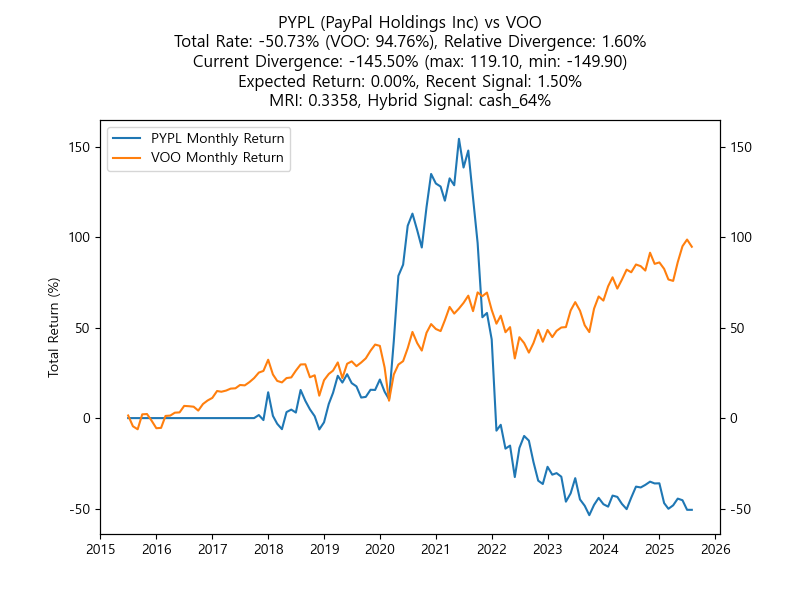 PYPL (PayPal Holdings Inc) vs VOO
Total Rate: -50.73% (VOO: 94.76%), Relative Divergence: 1.60%
Current Divergence: -145.50% (max: 119.10, min: -149.90)
Expected Return: 0.00%, Recent Signal: 1.50%
MRI: 0.3358, Hybrid Signal: cash_64%
PYPL Monthly Return
VOO Monthly Return
Total Return (%)
150
100
50
0
-50
150
100
50
0
-50
2015 2016 2017 2018 2019 2020 2021 2022 2023 2024 2025 2026